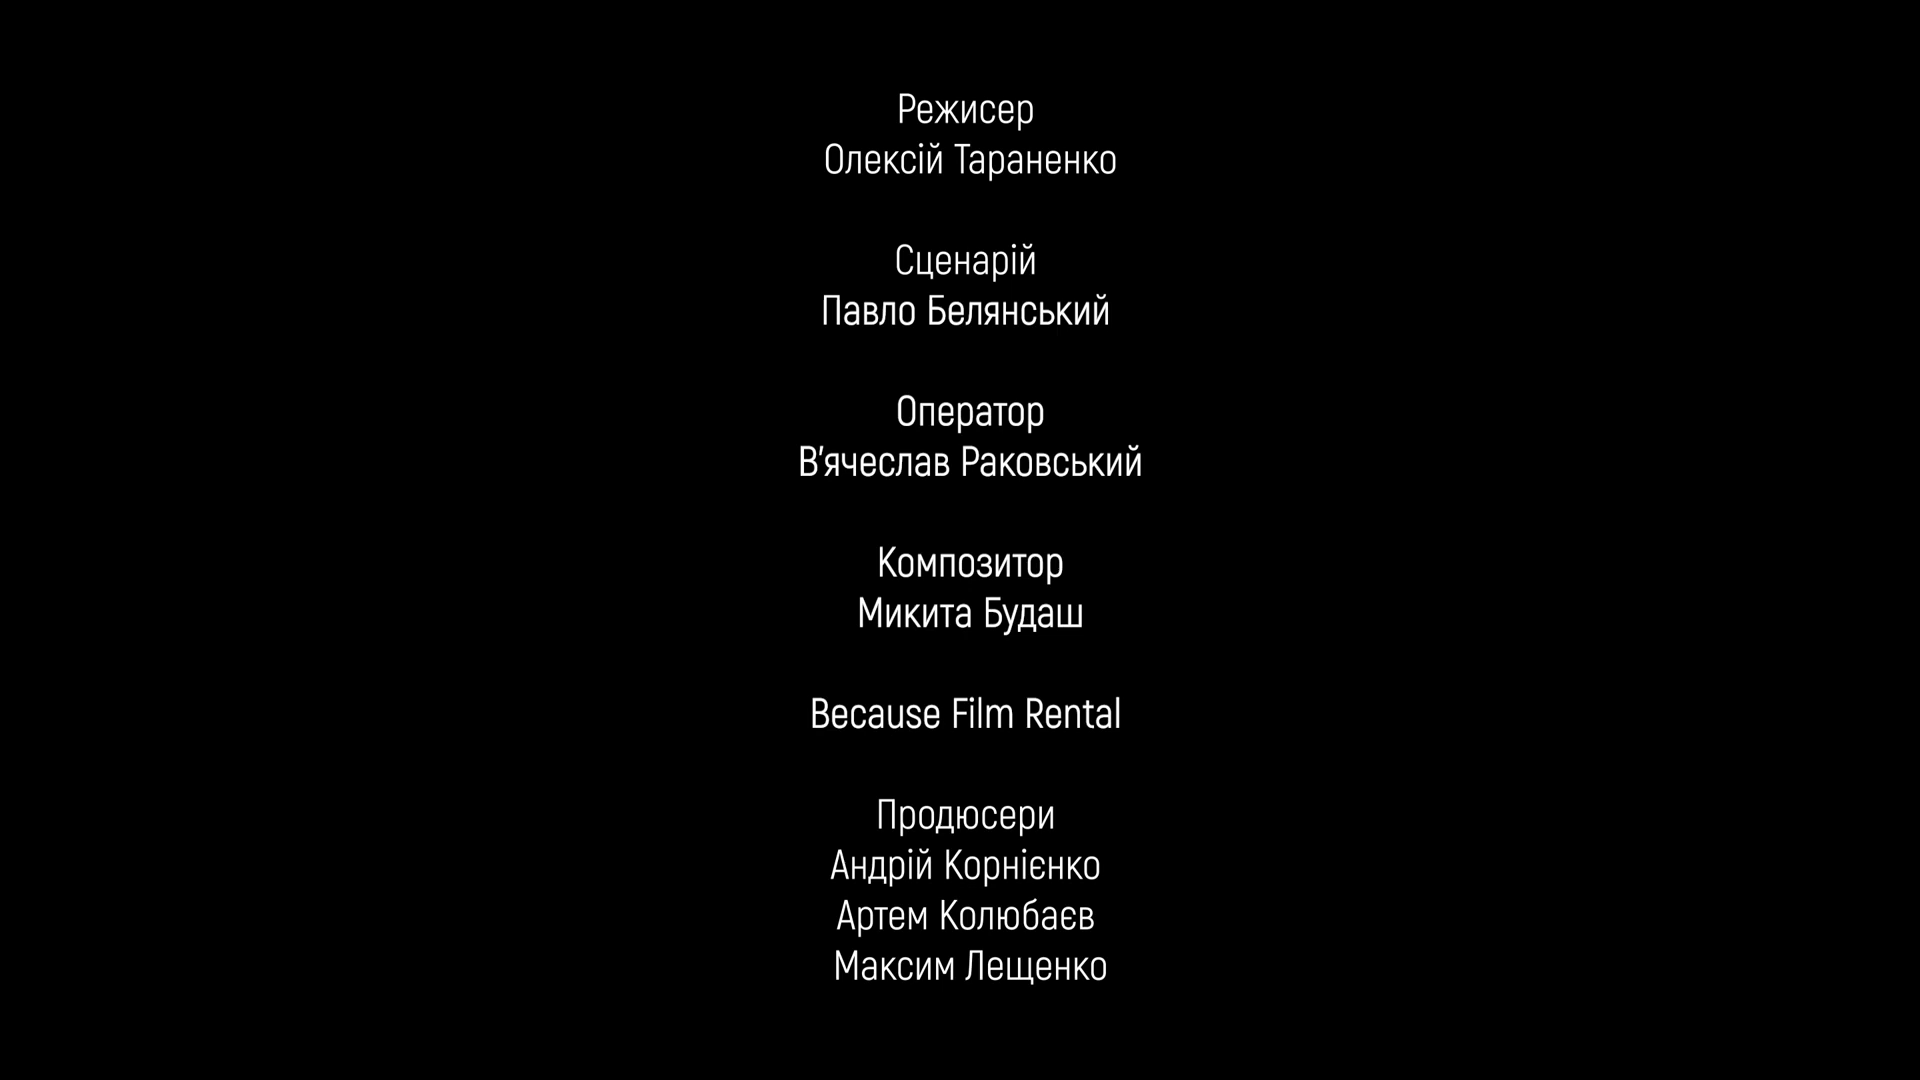 Режисер
Олексій Тараненко
Сценарій
Павло Белянський
Оператор
В'ячеслав Раковський
Композитор
Микита Будаш
Because Film Rental
Продюсери
Андрій Корнієнко
Артем Колюбаєв
Максим Лещенко